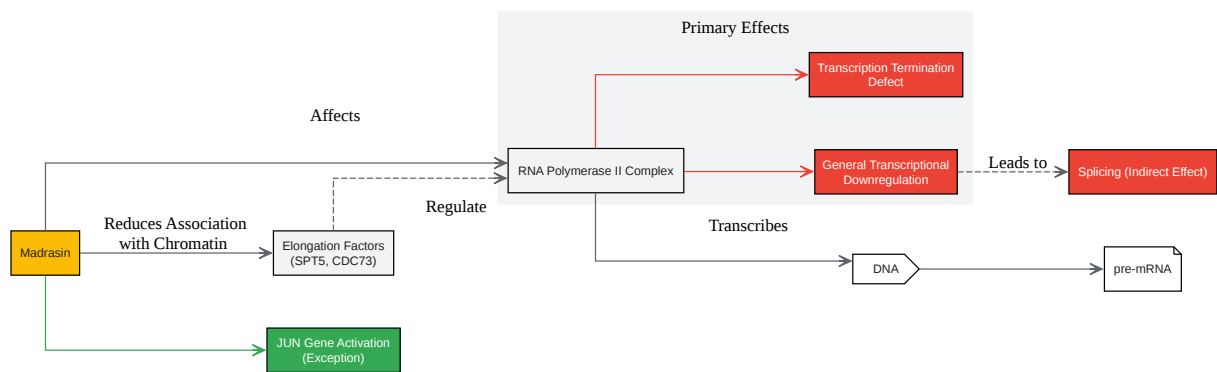 Primary Effects
Transcription Termination
Defect
Affects
RNA Polymerase II Complex
General Transcriptional
Downregulation
Leads to
Splicing (Indirect Effect)
Regulate
Reduces Association
with Chromatin
Transcribes
Madrasin
Elongation Factors
(SPT5, CDC73)
DNA
pre-mRNA
JUN Gene Activation
(Exception)